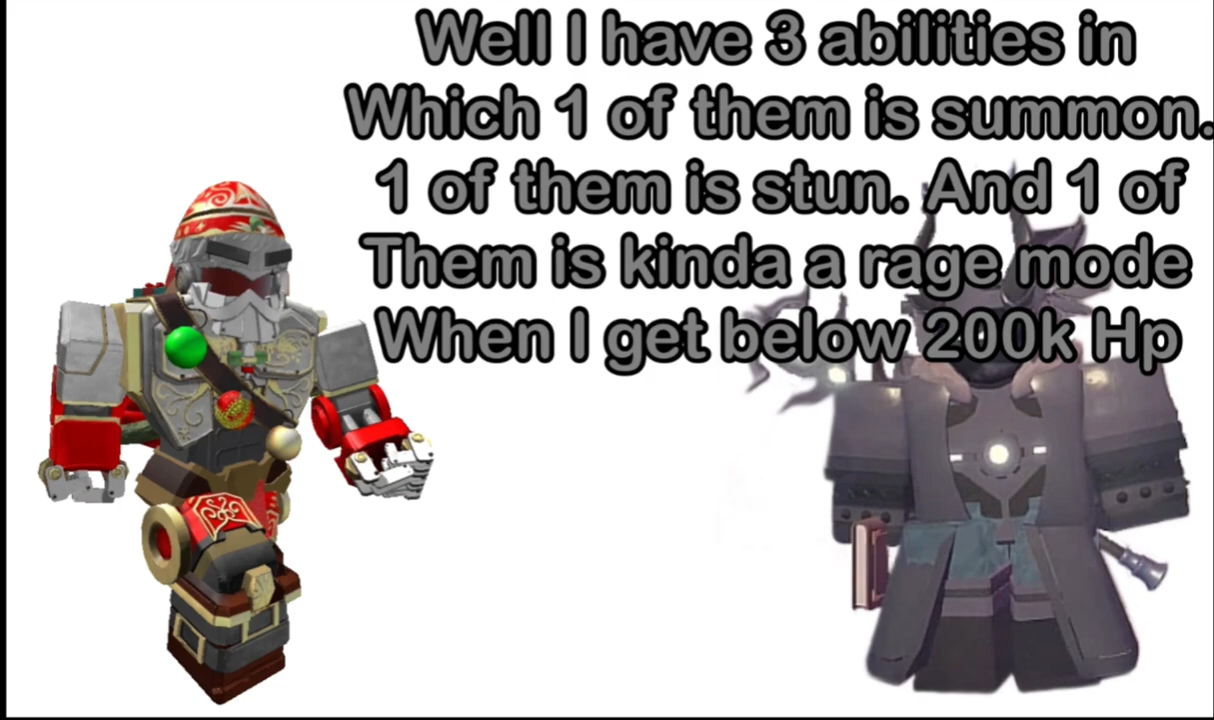 Well I have 3 abilities in
Which 1 of them is summon.
1 of them is stun. And 1 of
Them is kinda a rage mode
When I get below 200k Hp